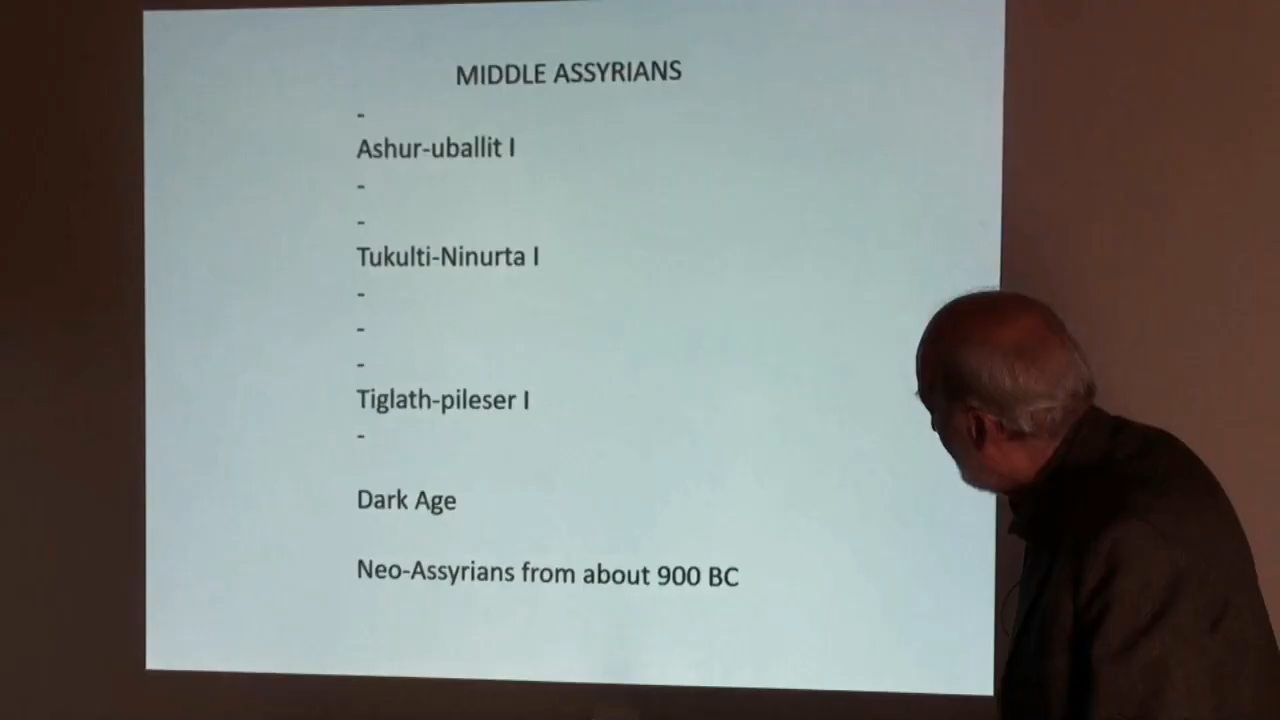 MIDDLE ASSYRIANS
-
Ashur-uballit I
-
-
Tukulti-Ninurta I
-
-
-
Tiglath-pileser I
-
Dark Age
Neo-Assyrians from about 900 BC